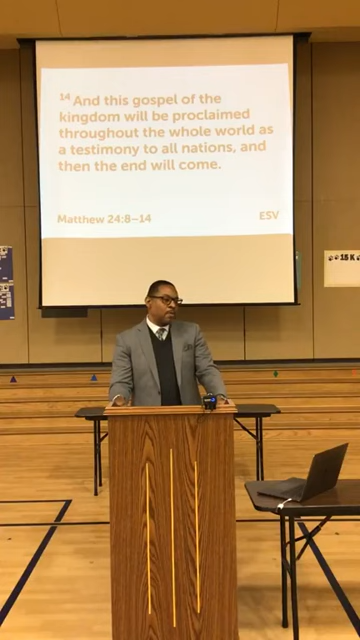 14 And this gospel of the
kingdom will be proclaimed
throughout the whole world as
a testimony to all nations, and
then the end will come.
Matthew 24:8–14 ESV
15 K